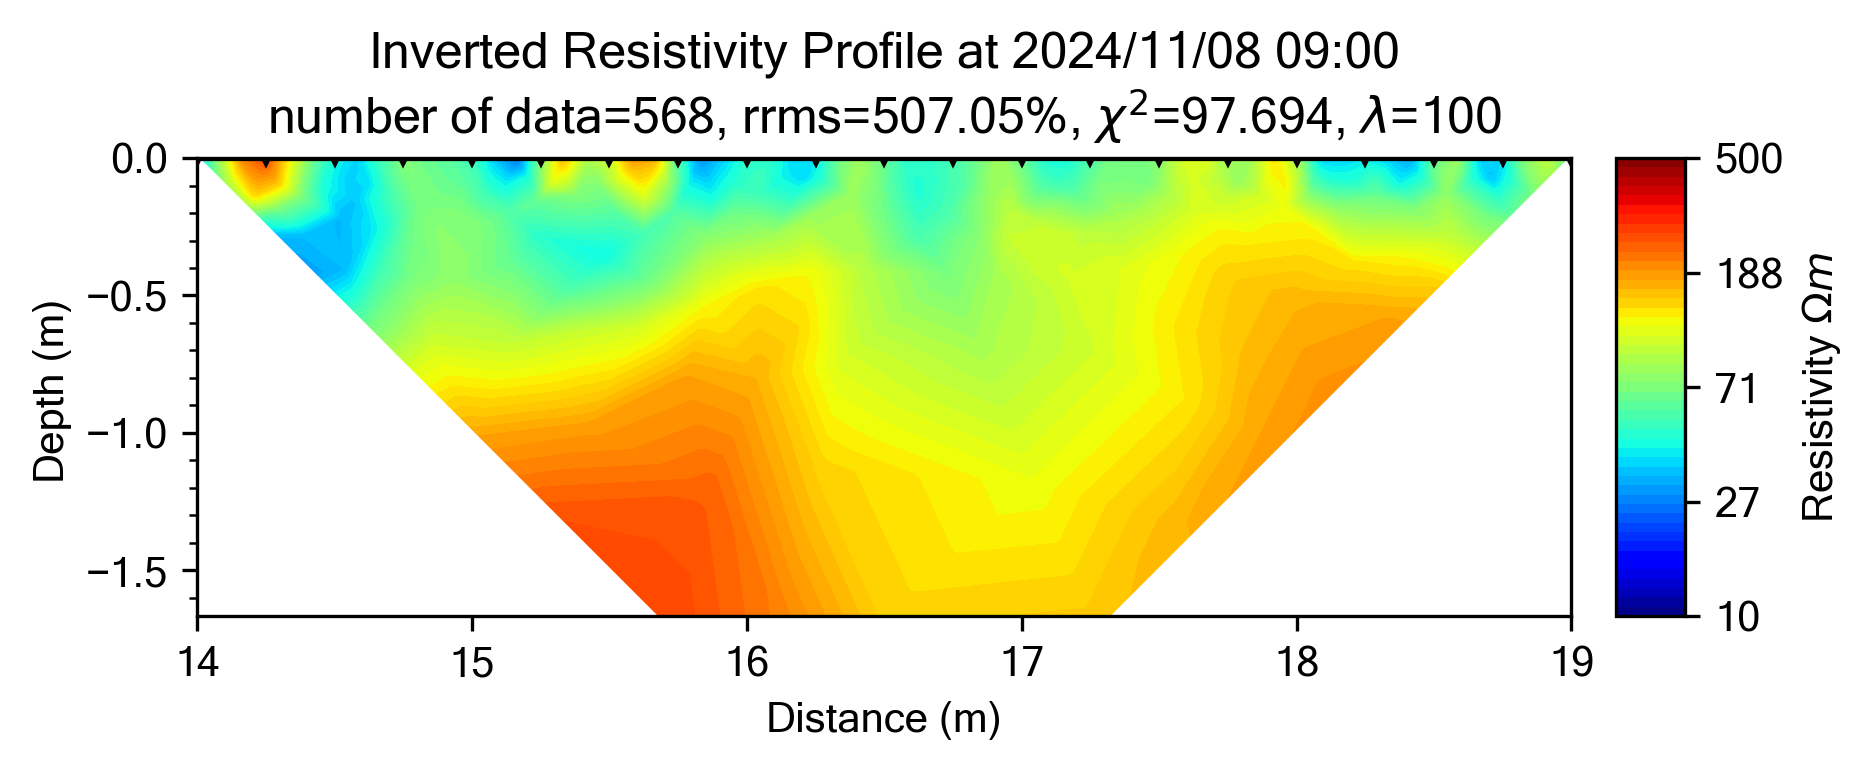 Inverted Resistivity Profile at 2024/11/08 09:00
number of data=568, rrms=507.05%, χ²=97.694, λ=100
0.0
−0.5
−1.0
−1.5
Depth (m)
14 15 16 17 18 19
Distance (m)
500
188
71
27
10
Resistivity Ωm